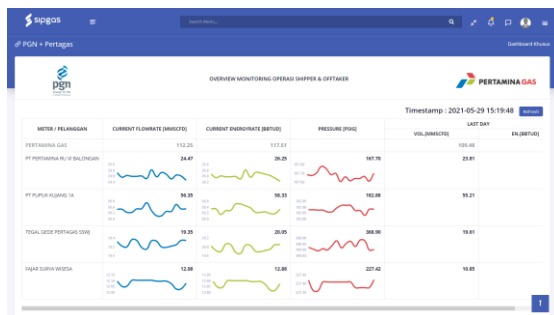 sipgas
Search Menu...
PGN + Pertagas
Dashboard Khusus
pgn
OVERVIEW MONITORING OPERASI SHIPPER & OFFTAKER
PERTAMINA GAS
Timestamp : 2021-05-29 15:19:48 Refresh
METER / PELANGGAN CURRENT FLOWRATE [MMSCFD] CURRENT ENERGYRATE [BBTUD] PRESSURE [PSIG] LAST DAY
VOL.[MMSCFD] EN.[BBTUD]
PERTAMINA GAS 112.25 117.51 109.48
PT PERTAMINA RU VI BALONGAN 24.47 26.25 167.79 23.81
PT PUPUK KUJANG 1A 56.35 58.33 162.88 55.21
TEGAL GEDE PERTAGAS SSWJ 19.35 20.05 368.90 19.61
FAJAR SURYA WISESA 12.08 12.88 227.42 10.85